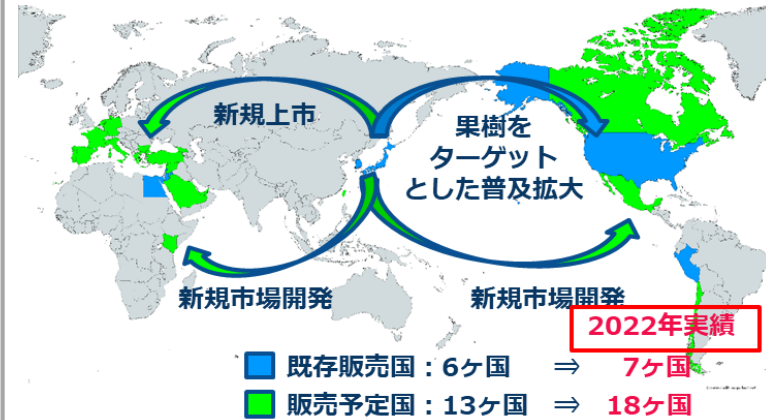 新規上市
果樹を
ターゲット
とした普及拡大
新規市場開発
新規市場開発
2022年実績
既存販売国：6ヶ国 ⇒ 7ヶ国
販売予定国：13ヶ国 ⇒ 18ヶ国